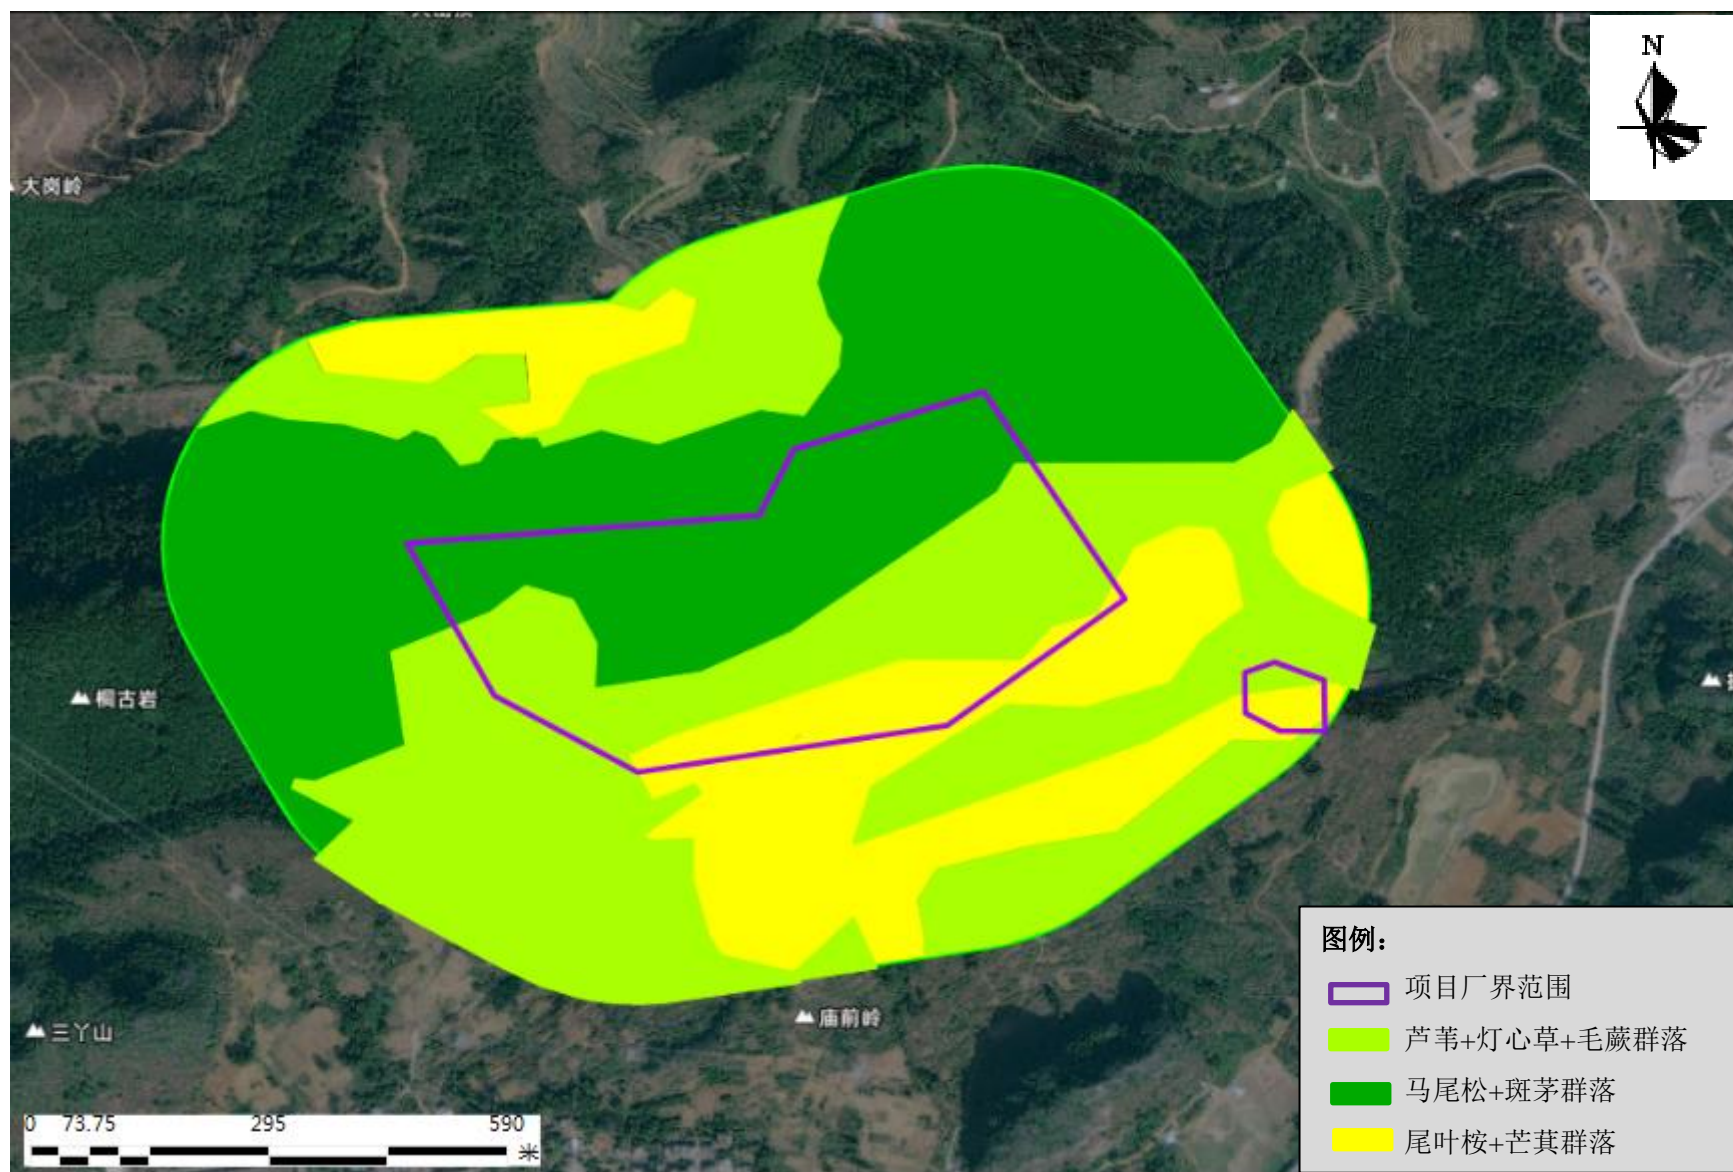 N
大岗岭
桐古岩
三丫山
庙前岭
0 73.75 295 590
米
图例：
项目厂界范围
芦苇+灯心草+毛蕨群落
马尾松+斑茅群落
尾叶桉+芒萁群落